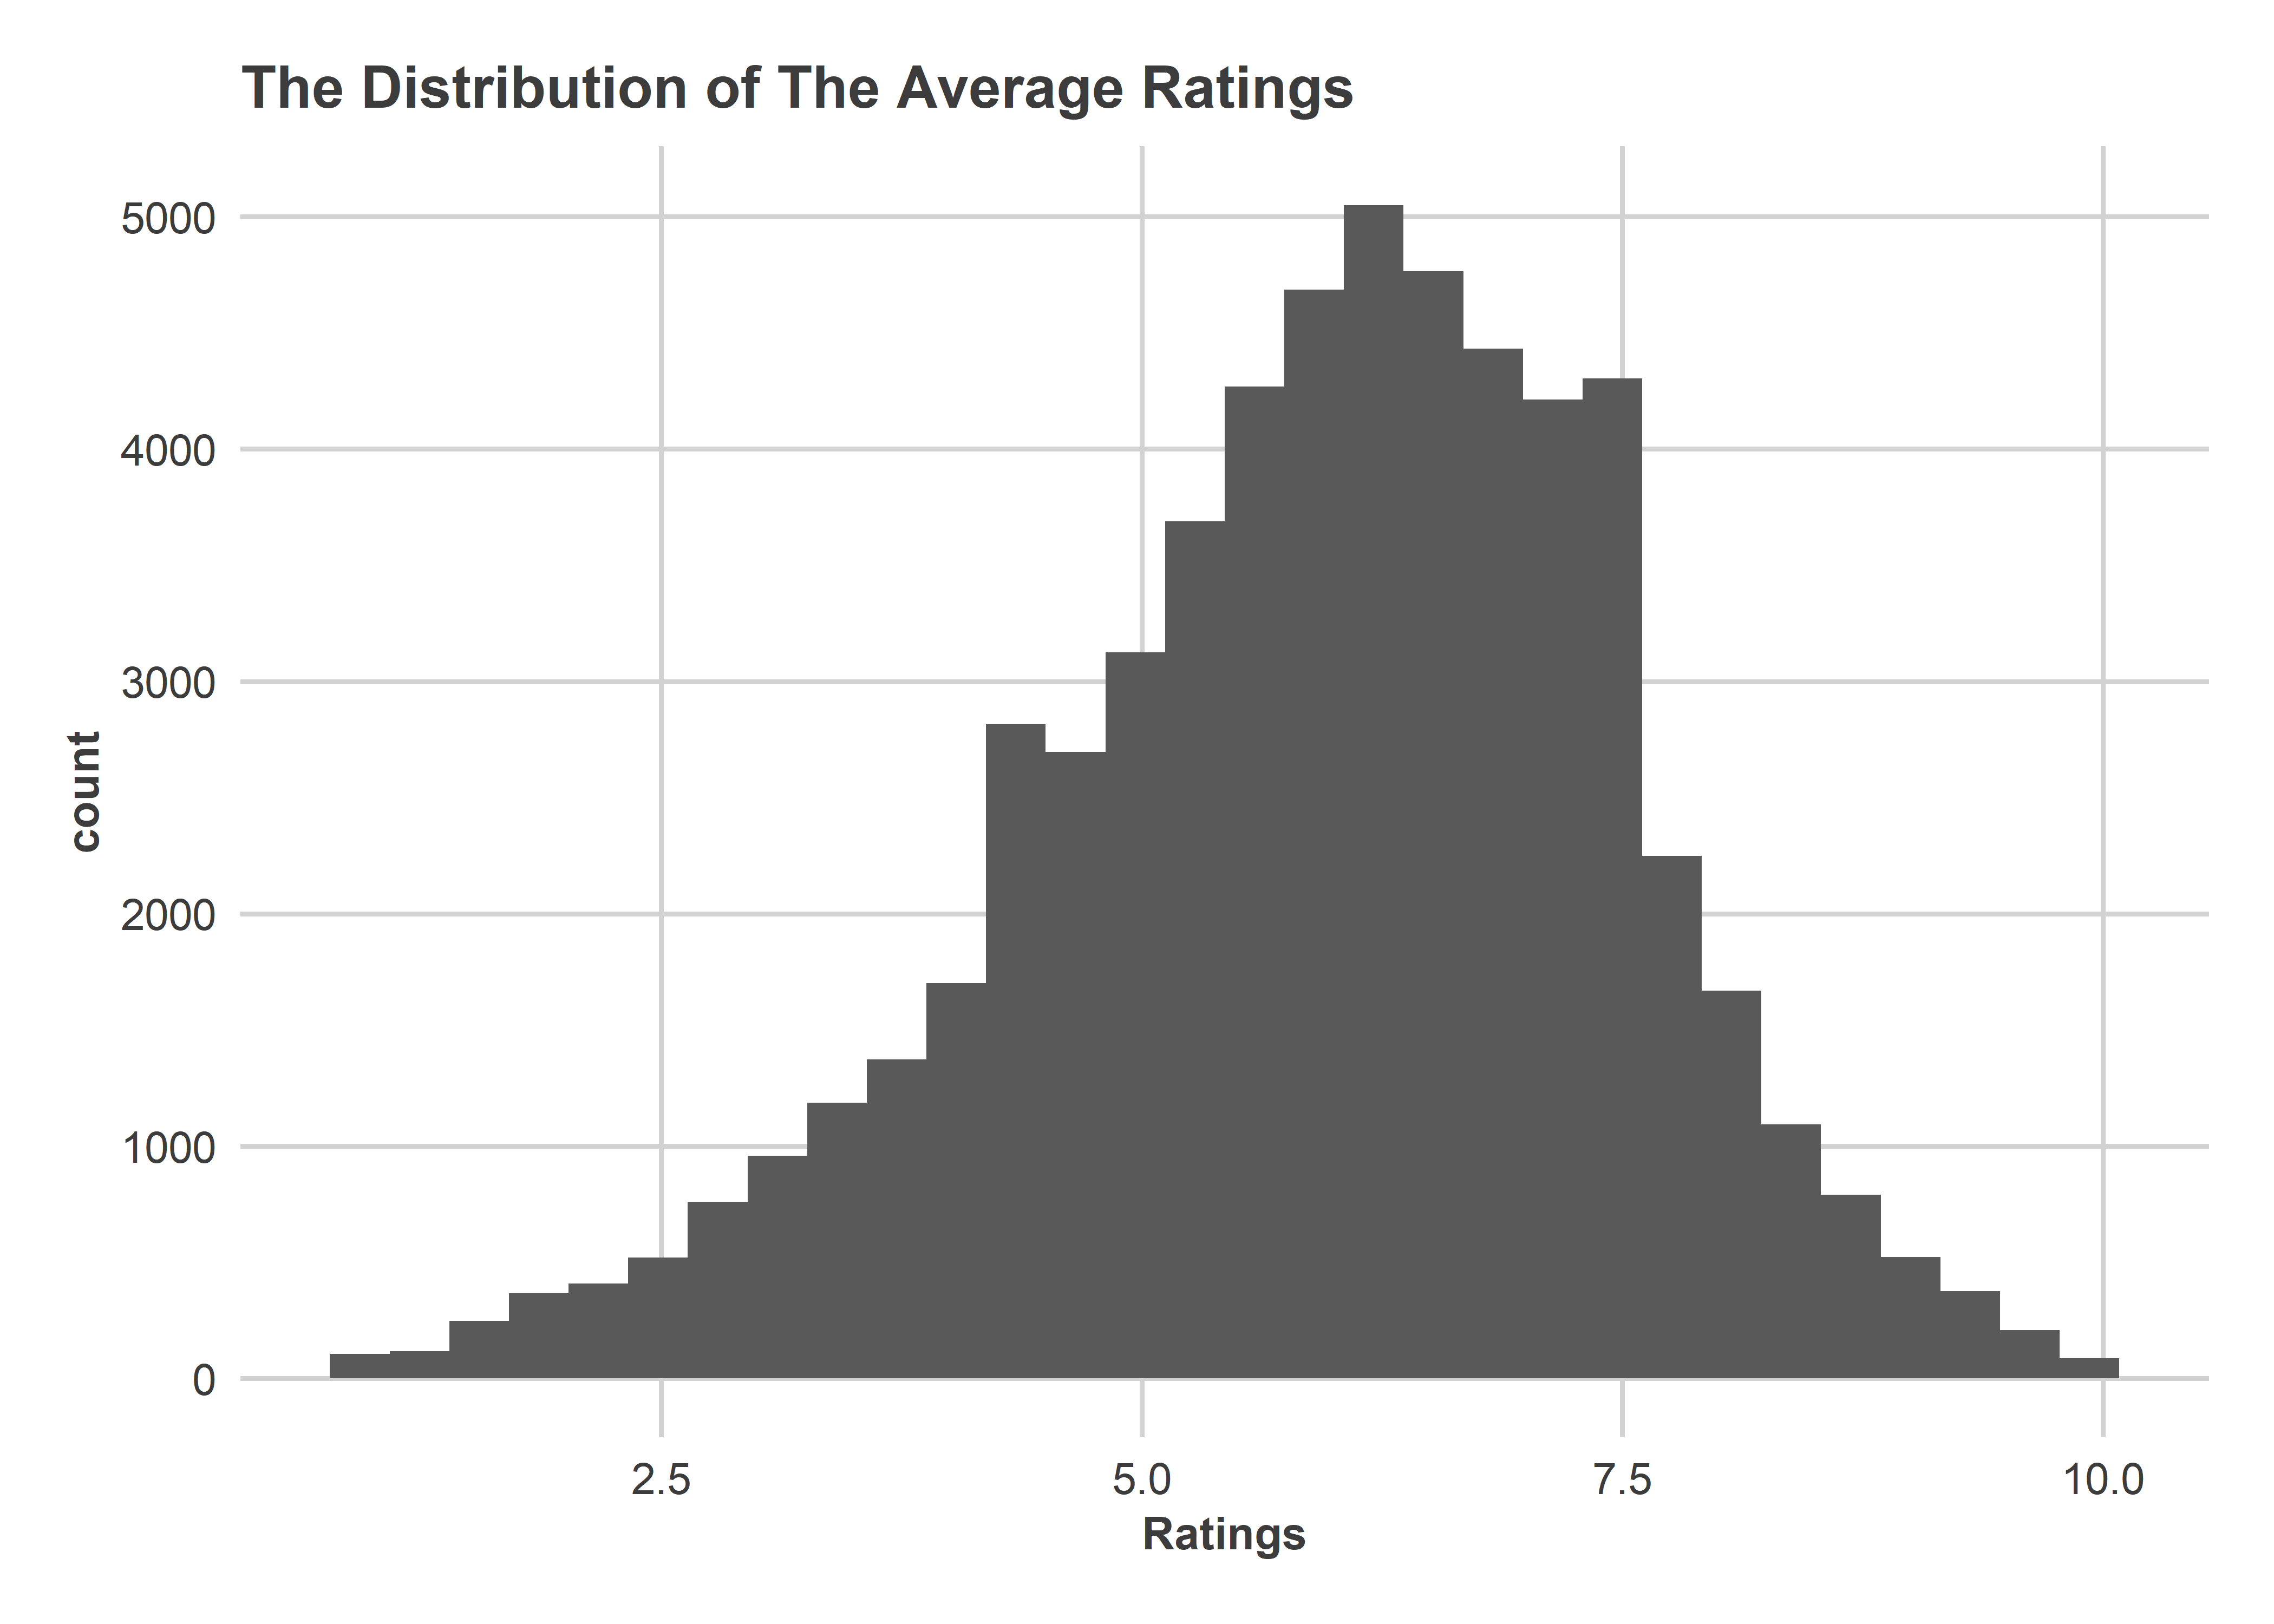 The Distribution of The Average Ratings
5000
4000
3000
2000
1000
0
count
2.5 5.0 7.5 10.0
Ratings